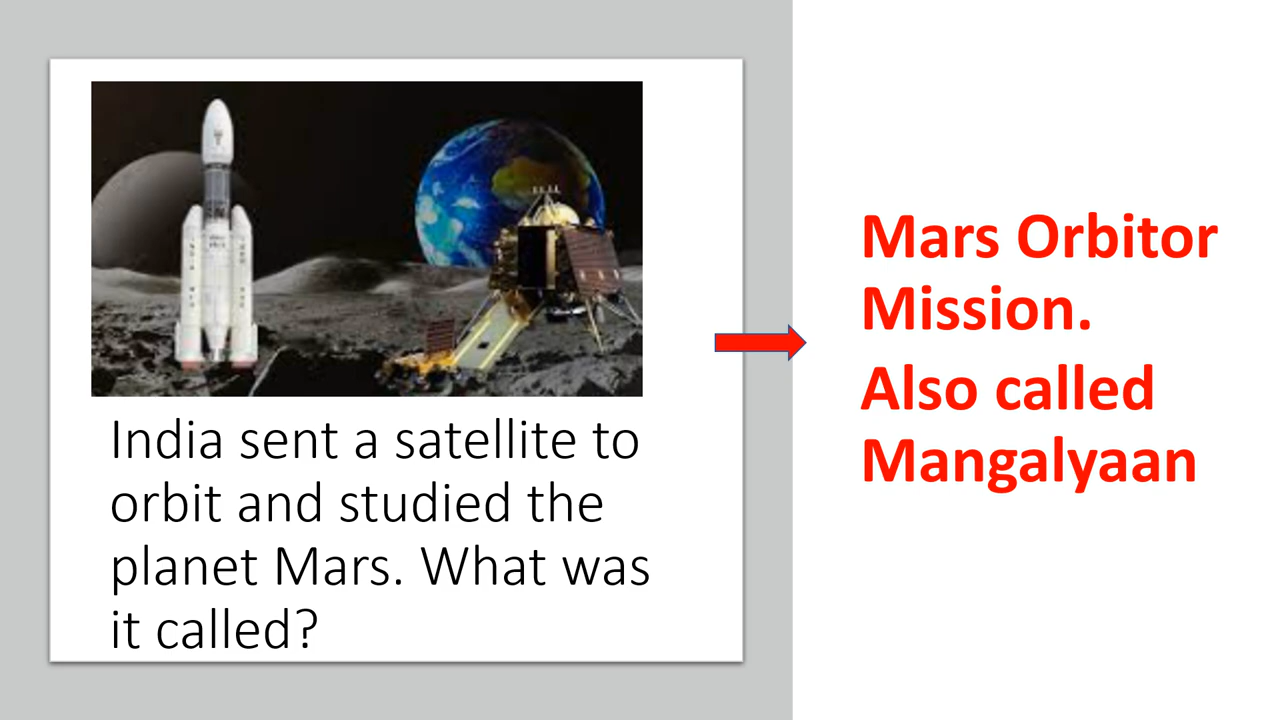 India sent a satellite to
orbit and studied the
planet Mars. What was
it called?
Mars Orbitor
Mission.
Also called
Mangalyaan